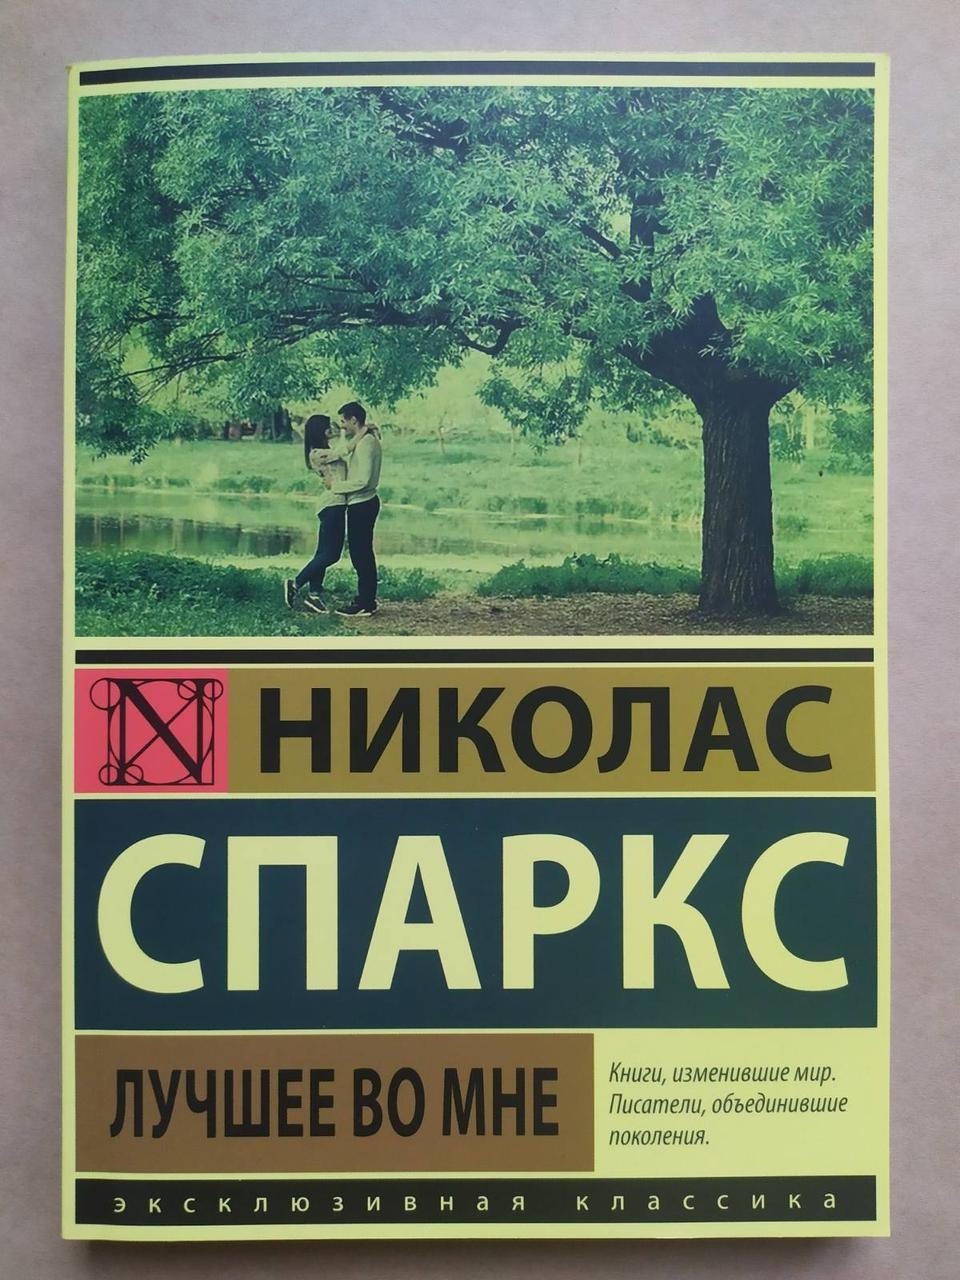 N
НИКОЛАС
СПАРКС
ЛУЧШЕЕ ВО МНЕ
Книги, изменившие мир.
Писатели, объединившие
поколения.
эксклюзивная классика